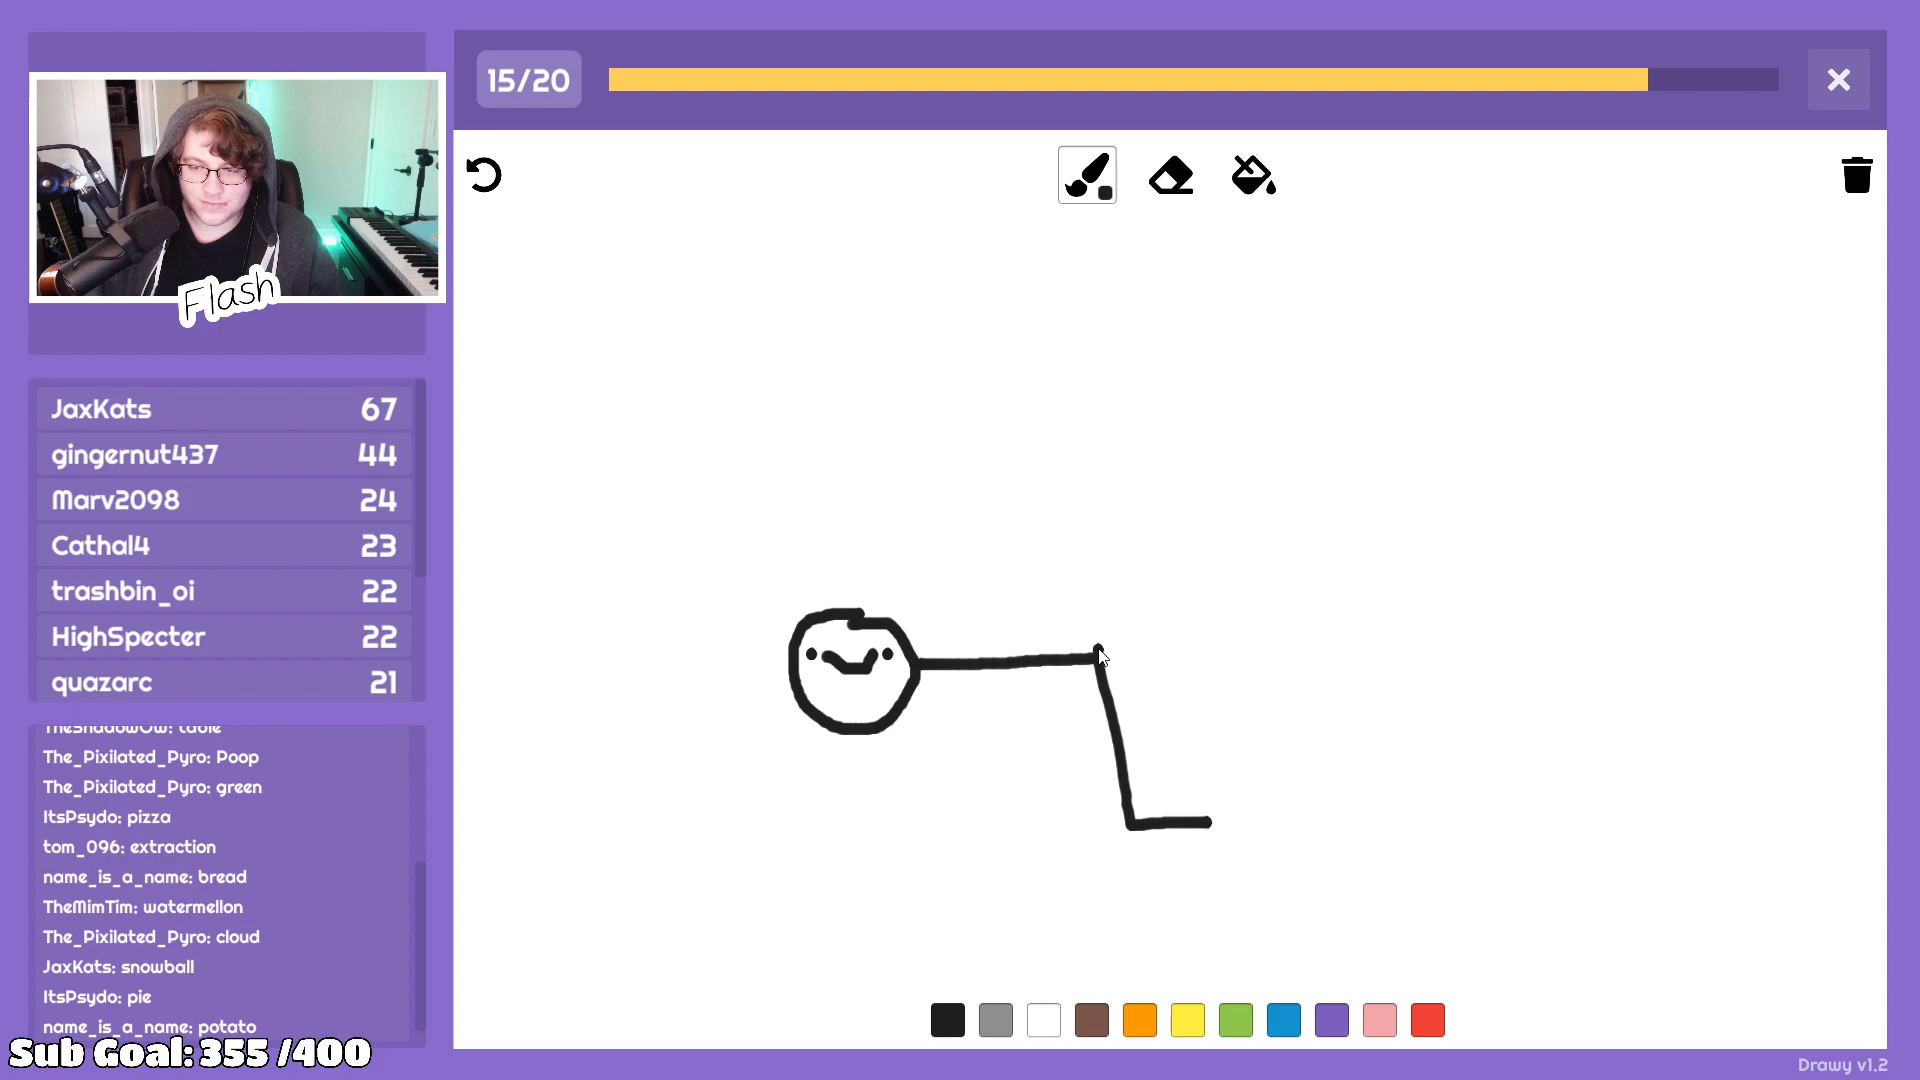 15/20
Flash
JaxKats 67
gingernut437 44
Marv2098 24
Cathal4 23
trashbin_oi 22
HighSpecter 22
quazarc 21
TheShadowOw: table
The_Pixilated_Pyro: Poop
The_Pixilated_Pyro: green
ItsPsydo: pizza
tom_096: extraction
name_is_a_name: bread
TheMimTim: watermellon
The_Pixilated_Pyro: cloud
JaxKats: snowball
ItsPsydo: pie
name_is_a_name: potato
Sub Goal: 355 /400
Drawy v1.2